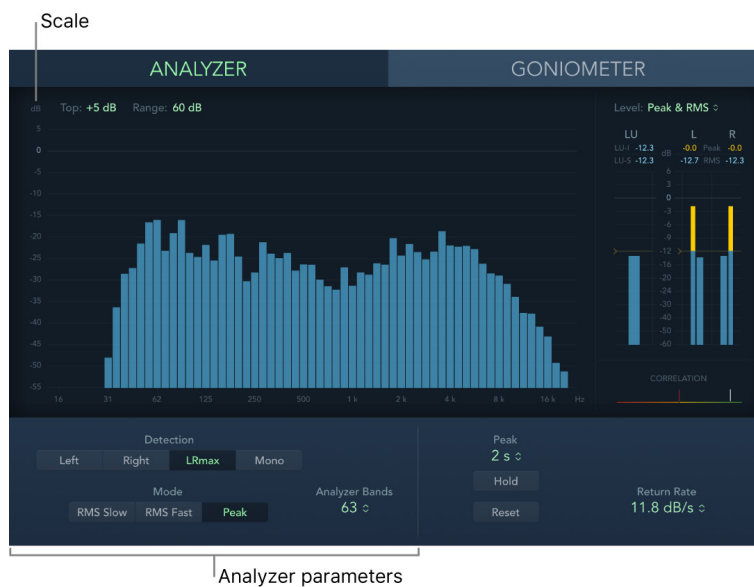 Scale
ANALYZER GONIOMETER
dB Top: +5 dB Range: 60 dB Level: Peak & RMS
LU L R
LU-I -12.3 dB -0.0 Peak -0.0
LU-S -12.3 -12.7 RMS -12.3
5
0
-5
-10
-15
-20
-25
-30
-35
-40
-45
-50
-55
6
3
0
-3
-6
-9
-12
-16
-20
-24
-30
-40
-50
-60
16 31 62 125 250 500 1 k 2 k 4 k 8 k 16 k Hz
CORRELATION
Detection
Left Right LRmax Mono
Mode
RMS Slow RMS Fast Peak
Analyzer Bands
63
Peak
2 s
Hold
Reset
Return Rate
11.8 dB/s
Analyzer parameters